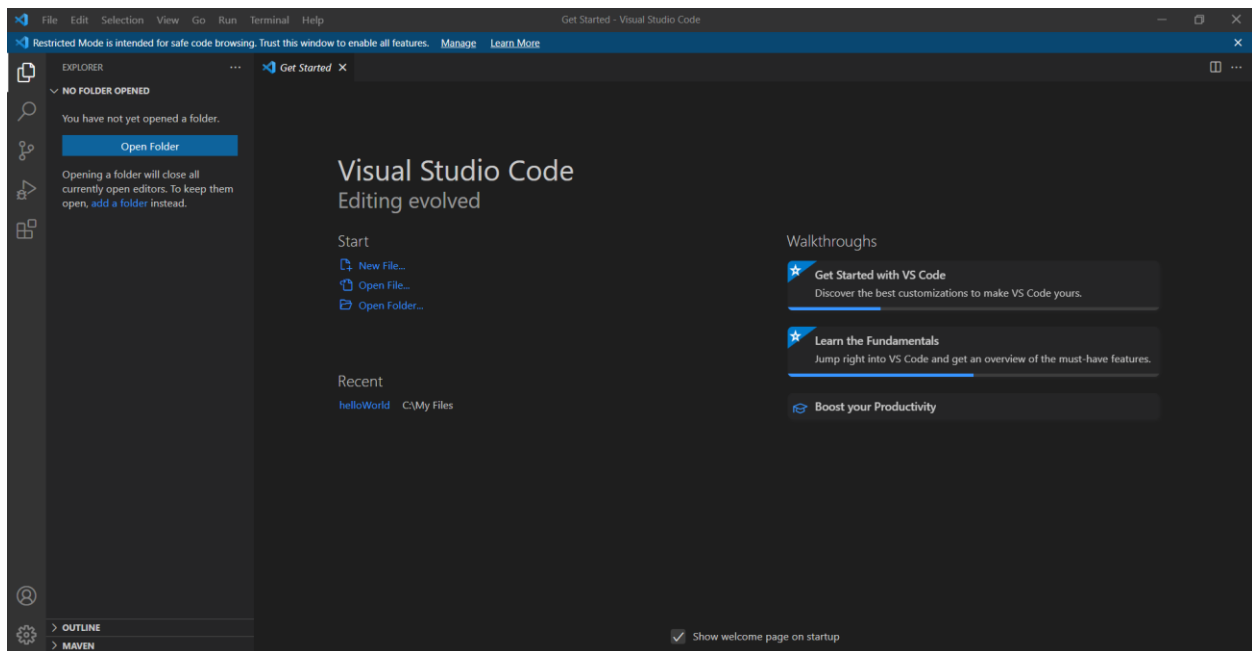 File Edit Selection View Go Run Terminal Help
Get Started - Visual Studio Code
Restricted Mode is intended for safe code browsing. Trust this window to enable all features. Manage Learn More
EXPLORER
Get Started
NO FOLDER OPENED
You have not yet opened a folder.
Open Folder
Opening a folder will close all
currently open editors. To keep them
open, add a folder instead.
Visual Studio Code
Editing evolved
Start
New File...
Open File...
Open Folder...
Recent
helloWorld C:\My Files
Walkthroughs
Get Started with VS Code
Discover the best customizations to make VS Code yours.
Learn the Fundamentals
Jump right into VS Code and get an overview of the must-have features.
Boost your Productivity
OUTLINE
MAVEN
Show welcome page on startup